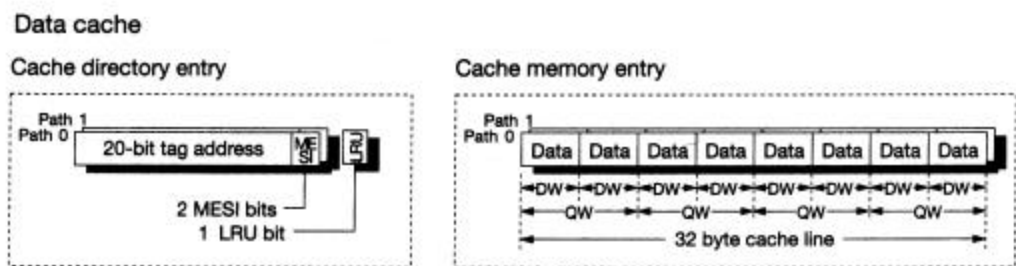 Data cache
Cache directory entry
Path 1
Path 0
20-bit tag address
ME
SI
LRU
2 MESI bits
1 LRU bit
Cache memory entry
Path 1
Path 0
Data Data Data Data Data Data Data Data
DW DW DW DW DW DW DW DW
QW QW QW QW
32 byte cache line